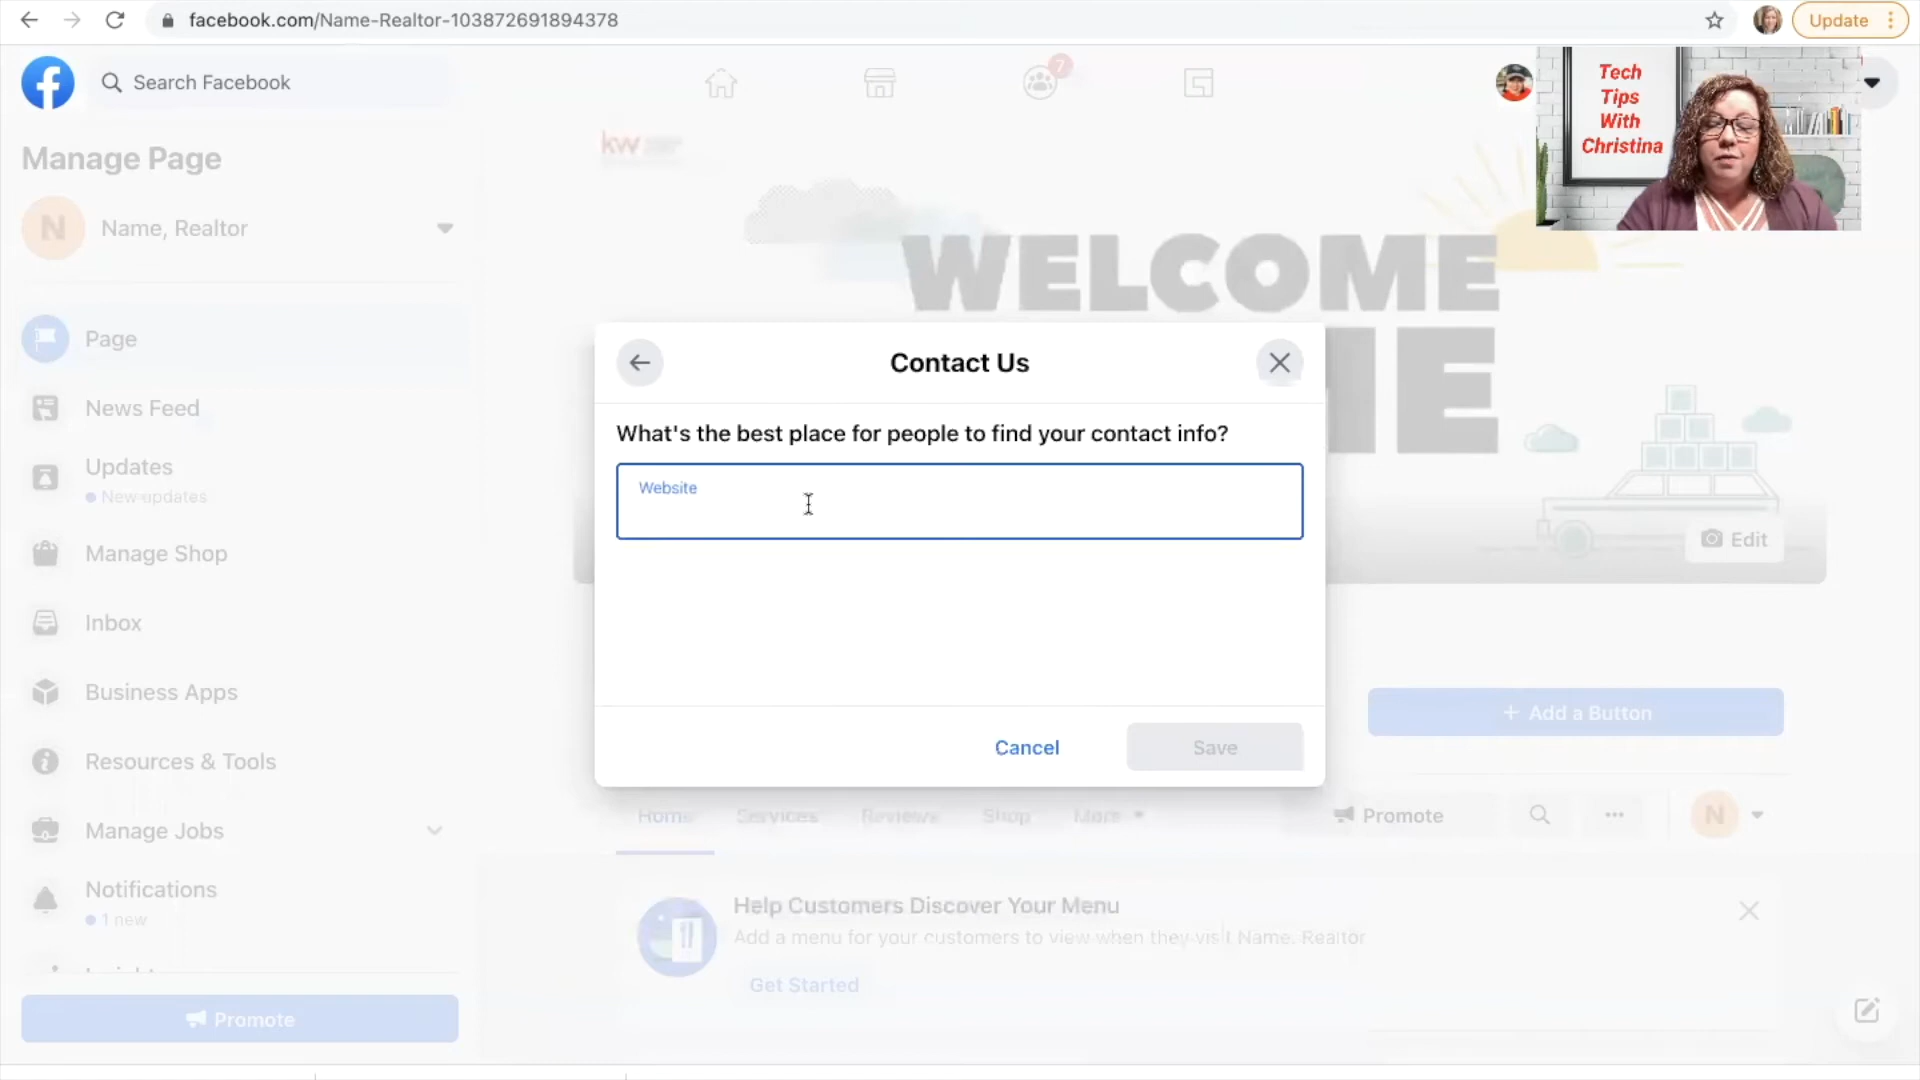 facebook.com/Name-Realtor-103872691894378
Update
Search Facebook
7
Tech
Tips
With
Christina
Manage Page
kw
N
Name, Realtor
WELCOME
ME
Page
News Feed
Updates
New updates
Manage Shop
Inbox
Business Apps
Resources & Tools
Manage Jobs
Notifications
1 new
Promote
Contact Us
What's the best place for people to find your contact info?
Website
Cancel
Save
Edit
+ Add a Button
Home
Services
Reviews
Shop
More
Promote
N
Help Customers Discover Your Menu
Add a menu for your customers to view when they visit Name, Realtor
Get Started